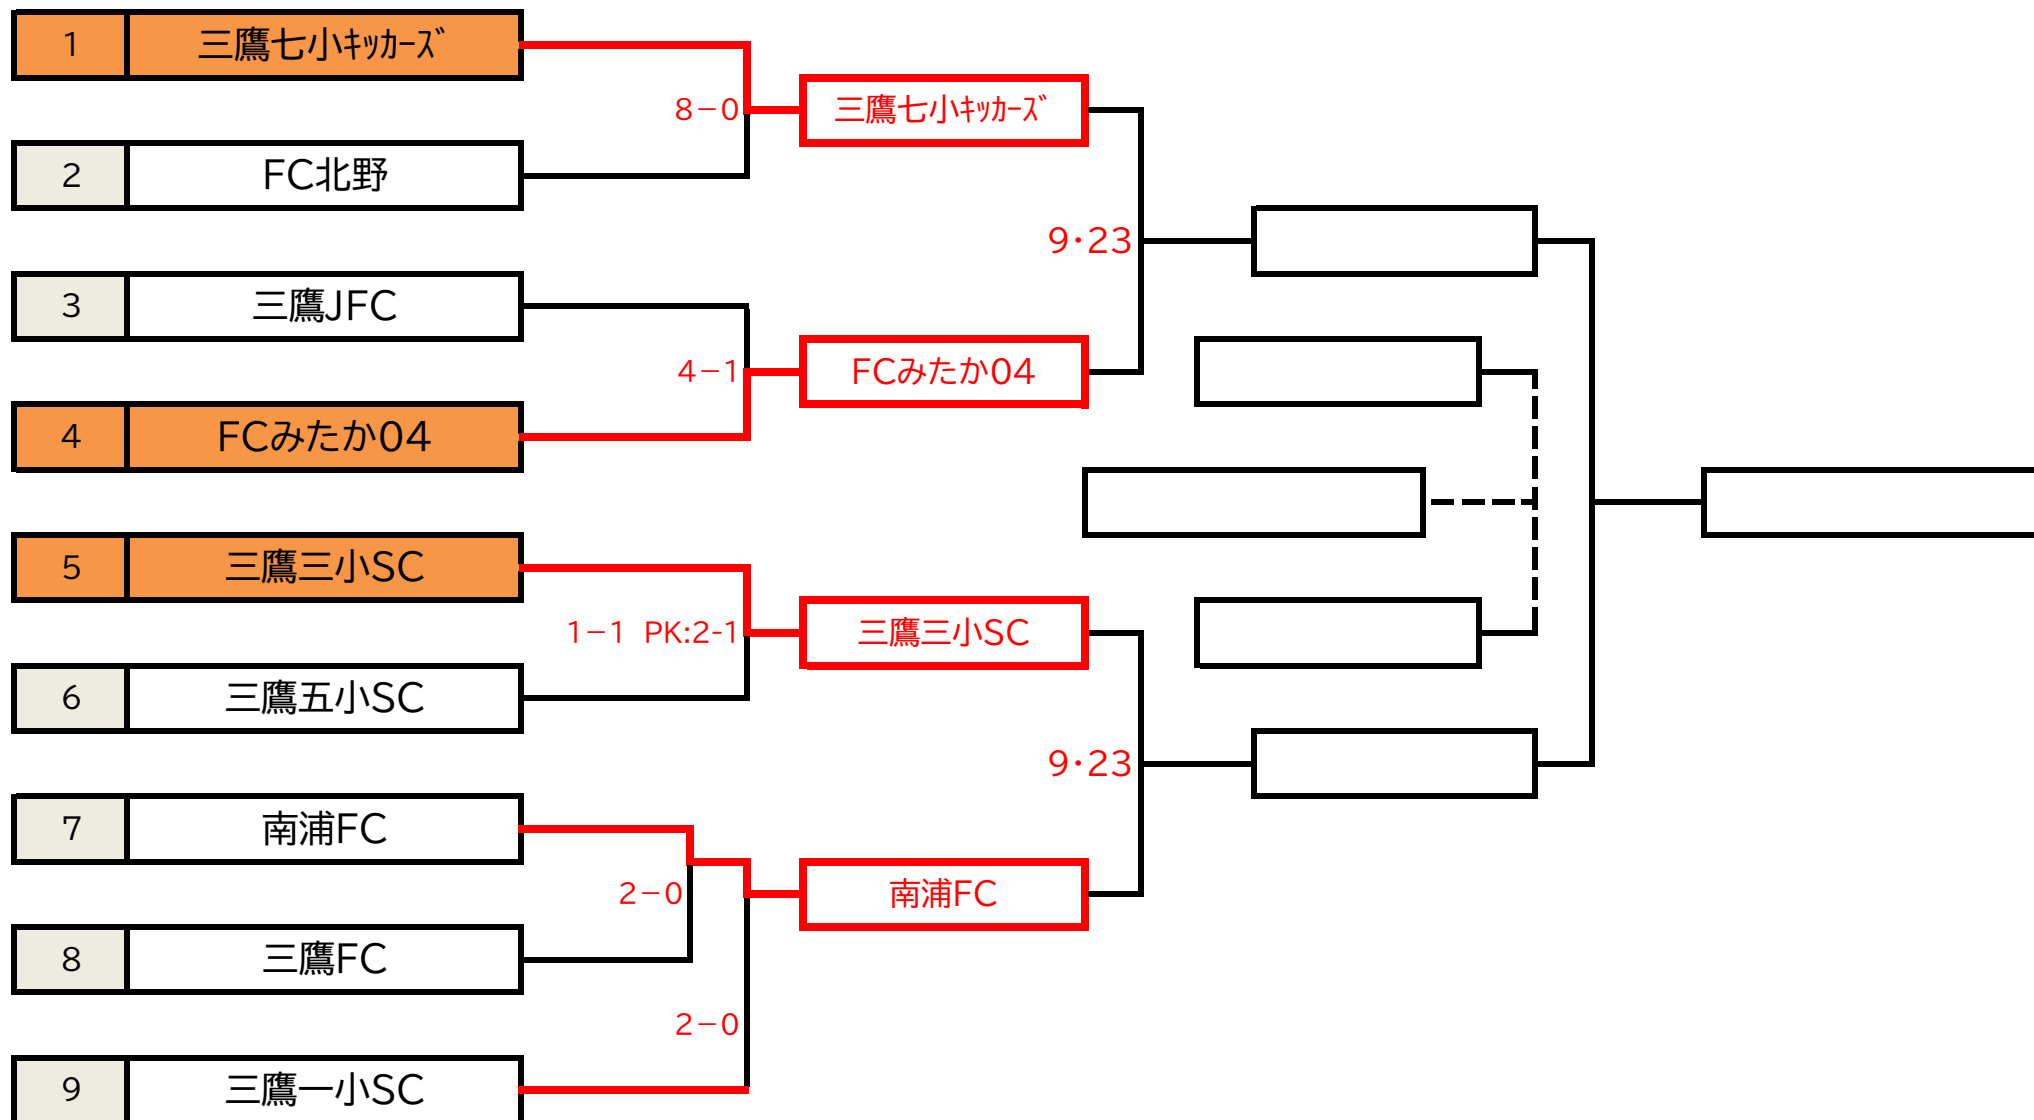 1 三鷹七小ｷｯｶｰｽﾞ
8－0 三鷹七小ｷｯｶｰｽﾞ
2 FC北野
9・23
3 三鷹JFC
4－1 FCみたか04
4 FCみたか04
5 三鷹三小SC
1－1 PK:2-1 三鷹三小SC
6 三鷹五小SC
9・23
7 南浦FC
2－0 南浦FC
8 三鷹FC
2－0
9 三鷹一小SC